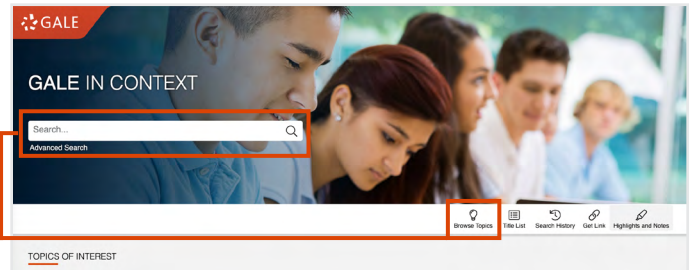 GALE
GALE IN CONTEXT
Search...
Advanced Search
Browse Topics
Title List
Search History
Get Link
Highlights and Notes
TOPICS OF INTEREST